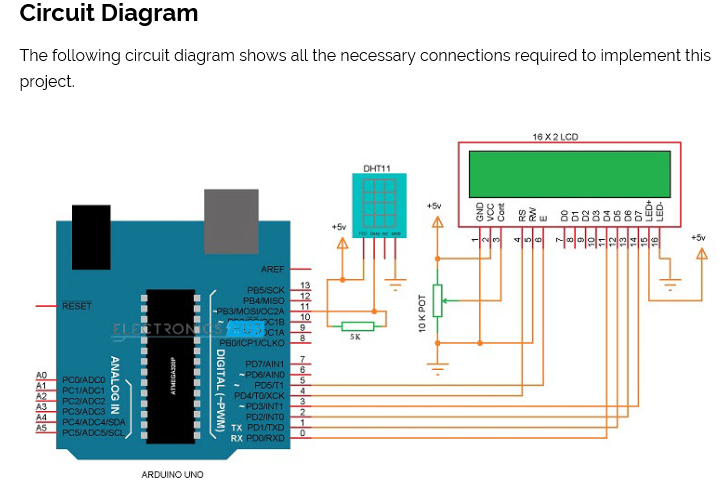 Circuit Diagram
The following circuit diagram shows all the necessary connections required to implement this
project.
16 X 2 LCD
DHT11
+5v
+5v
+5v
GND
VCC
Cont
RS
RW
E
D0
D1
D2
D3
D4
D5
D6
D7
LED+
LED-
1
2
3
4
5
6
7
8
9
10
11
12
13
14
15
16
10 K POT
5K
AREF
RESET
PB5/SCK 13
PB4/MISO 12
~PB3/MOSI/OC2A 11
10
9
PB0/ICP1/CLKO 8
PD7/AIN1 7
~PD6/AIN0 6
~ PD5/T1 5
PD4/T0/XCK 4
~PD3/INT1 3
PD2/INT0 2
TX PD1/TXD 1
RX PD0/RXD 0
A0 PC0/ADC0
A1 PC1/ADC1
A2 PC2/ADC2
A3 PC3/ADC3
A4 PC4/ADC4/SDA
A5 PC5/ADC5/SCL
ANALOG IN
ATMEGA328P
DIGITAL (~PWM)
ELECTRONICS
ARDUINO UNO